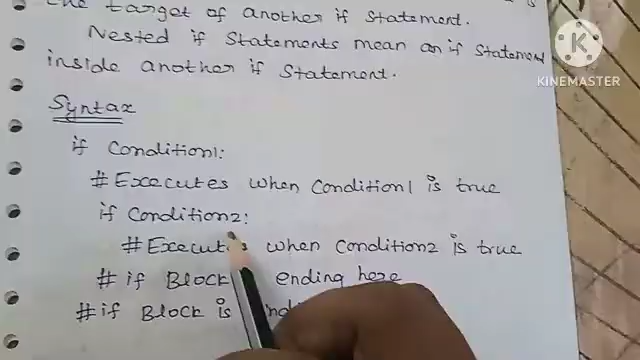 the target of another if statement.
Nested if statements mean an if statement
inside another if statement.
KINEMASTER
Syntax
if Condition1:
#Executes when Condition1 is true
if Condition2:
#Executes when Condition2 is true
# if Block ending here
# if Block is